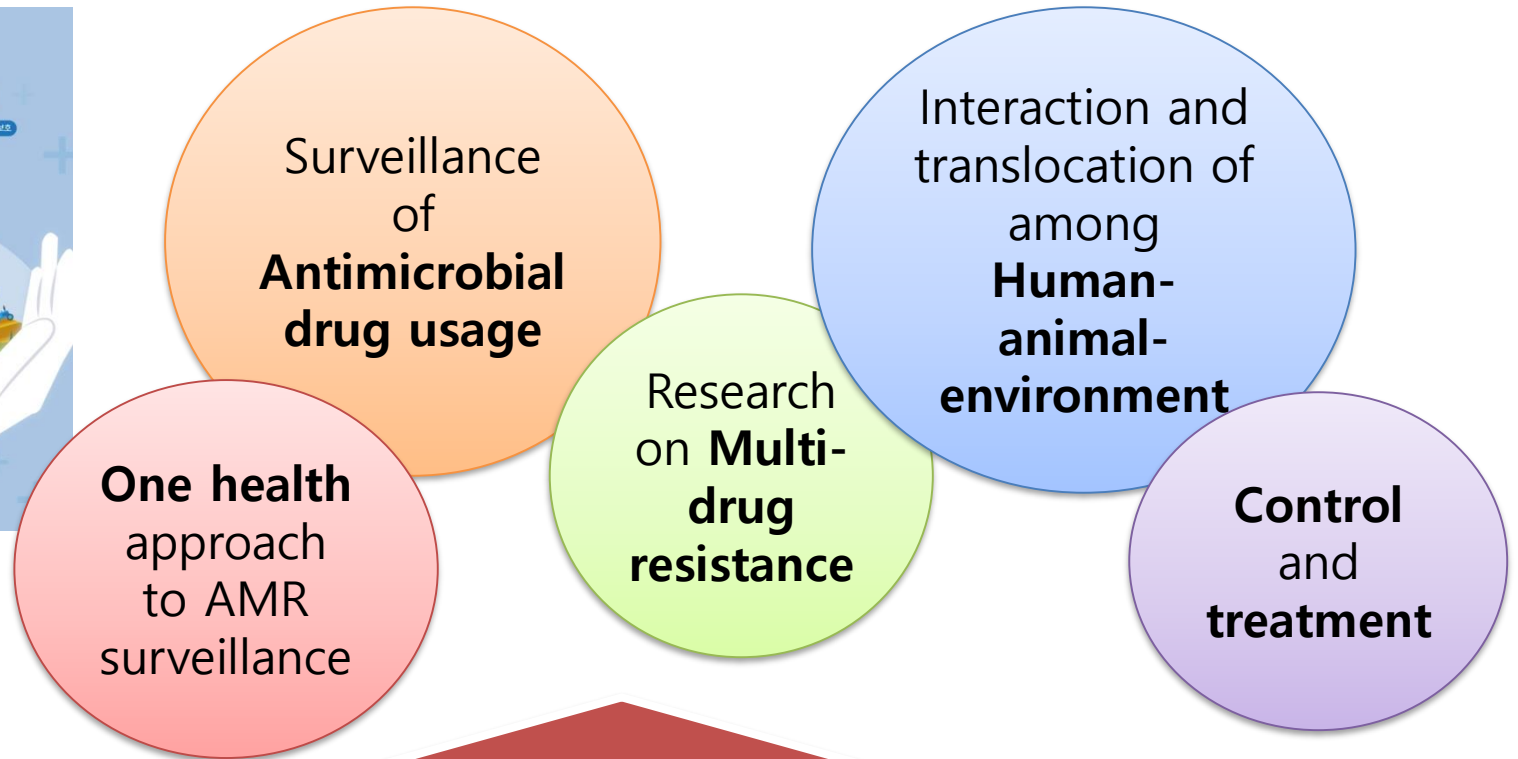 Surveillance
of
Antimicrobial
drug usage
Interaction and
translocation of
among
Human-
animal-
environment
One health
approach
to AMR
surveillance
Research
on Multi-
drug
resistance
Control
and
treatment